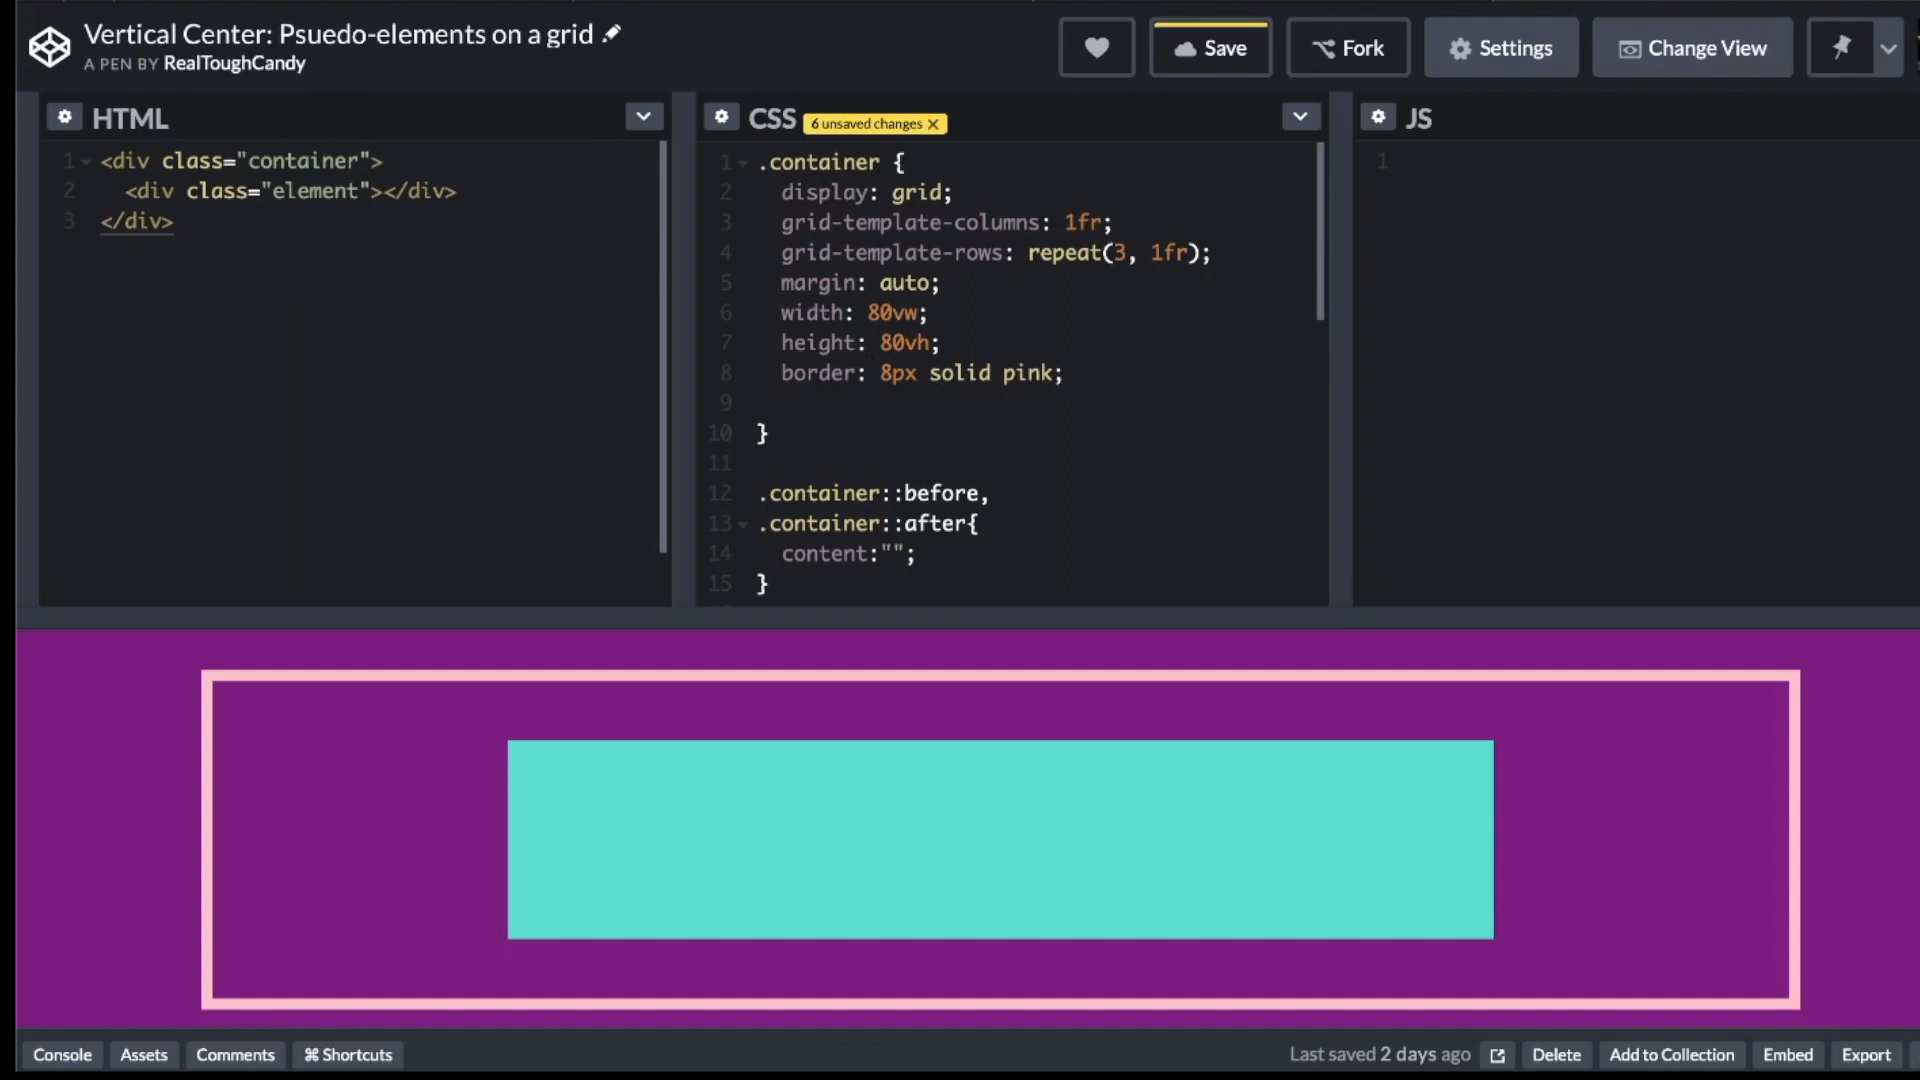 Vertical Center: Psuedo-elements on a grid
A PEN BY RealToughCandy
Save
Fork
Settings
Change View
HTML
1 <div class="container">
2 <div class="element"></div>
3 </div>
CSS 6 unsaved changes
1 .container {
2 display: grid;
3 grid-template-columns: 1fr;
4 grid-template-rows: repeat(3, 1fr);
5 margin: auto;
6 width: 80vw;
7 height: 80vh;
8 border: 8px solid pink;
9
10 }
11
12 .container::before,
13 .container::after{
14 content:"";
15 }
JS
1
Console Assets Comments ⌘ Shortcuts
Last saved 2 days ago Delete Add to Collection Embed Export